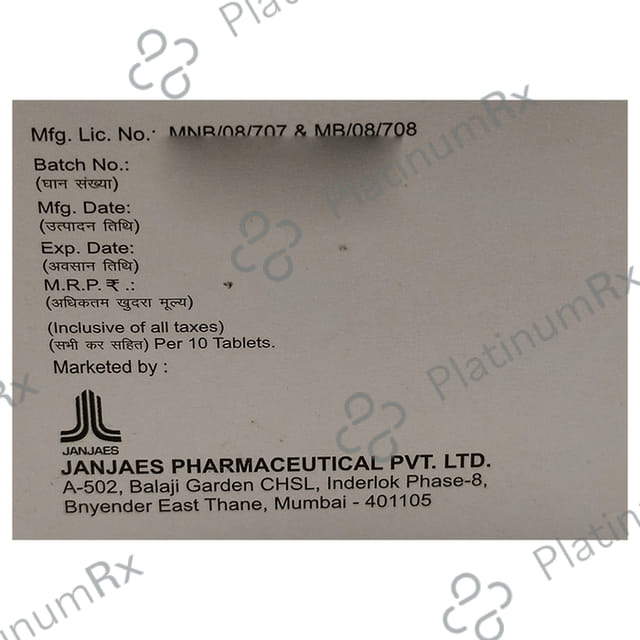 Mfg. Lic. No.: MNB/08/707 & MB/08/708
Batch No.:
(घान संख्या)
Mfg. Date:
(उत्पादन तिथि)
Exp. Date:
(अवसान तिथि)
M.R.P. ₹ .:
(अधिकतम खुदरा मूल्य)
(Inclusive of all taxes)
(सभी कर सहित) Per 10 Tablets.
Marketed by :
JANJAES
JANJAES PHARMACEUTICAL PVT. LTD.
A-502, Balaji Garden CHSL, Inderlok Phase-8,
Bnyender East Thane, Mumbai - 401105
PlatinumRx
PlatinumRx
PlatinumRx